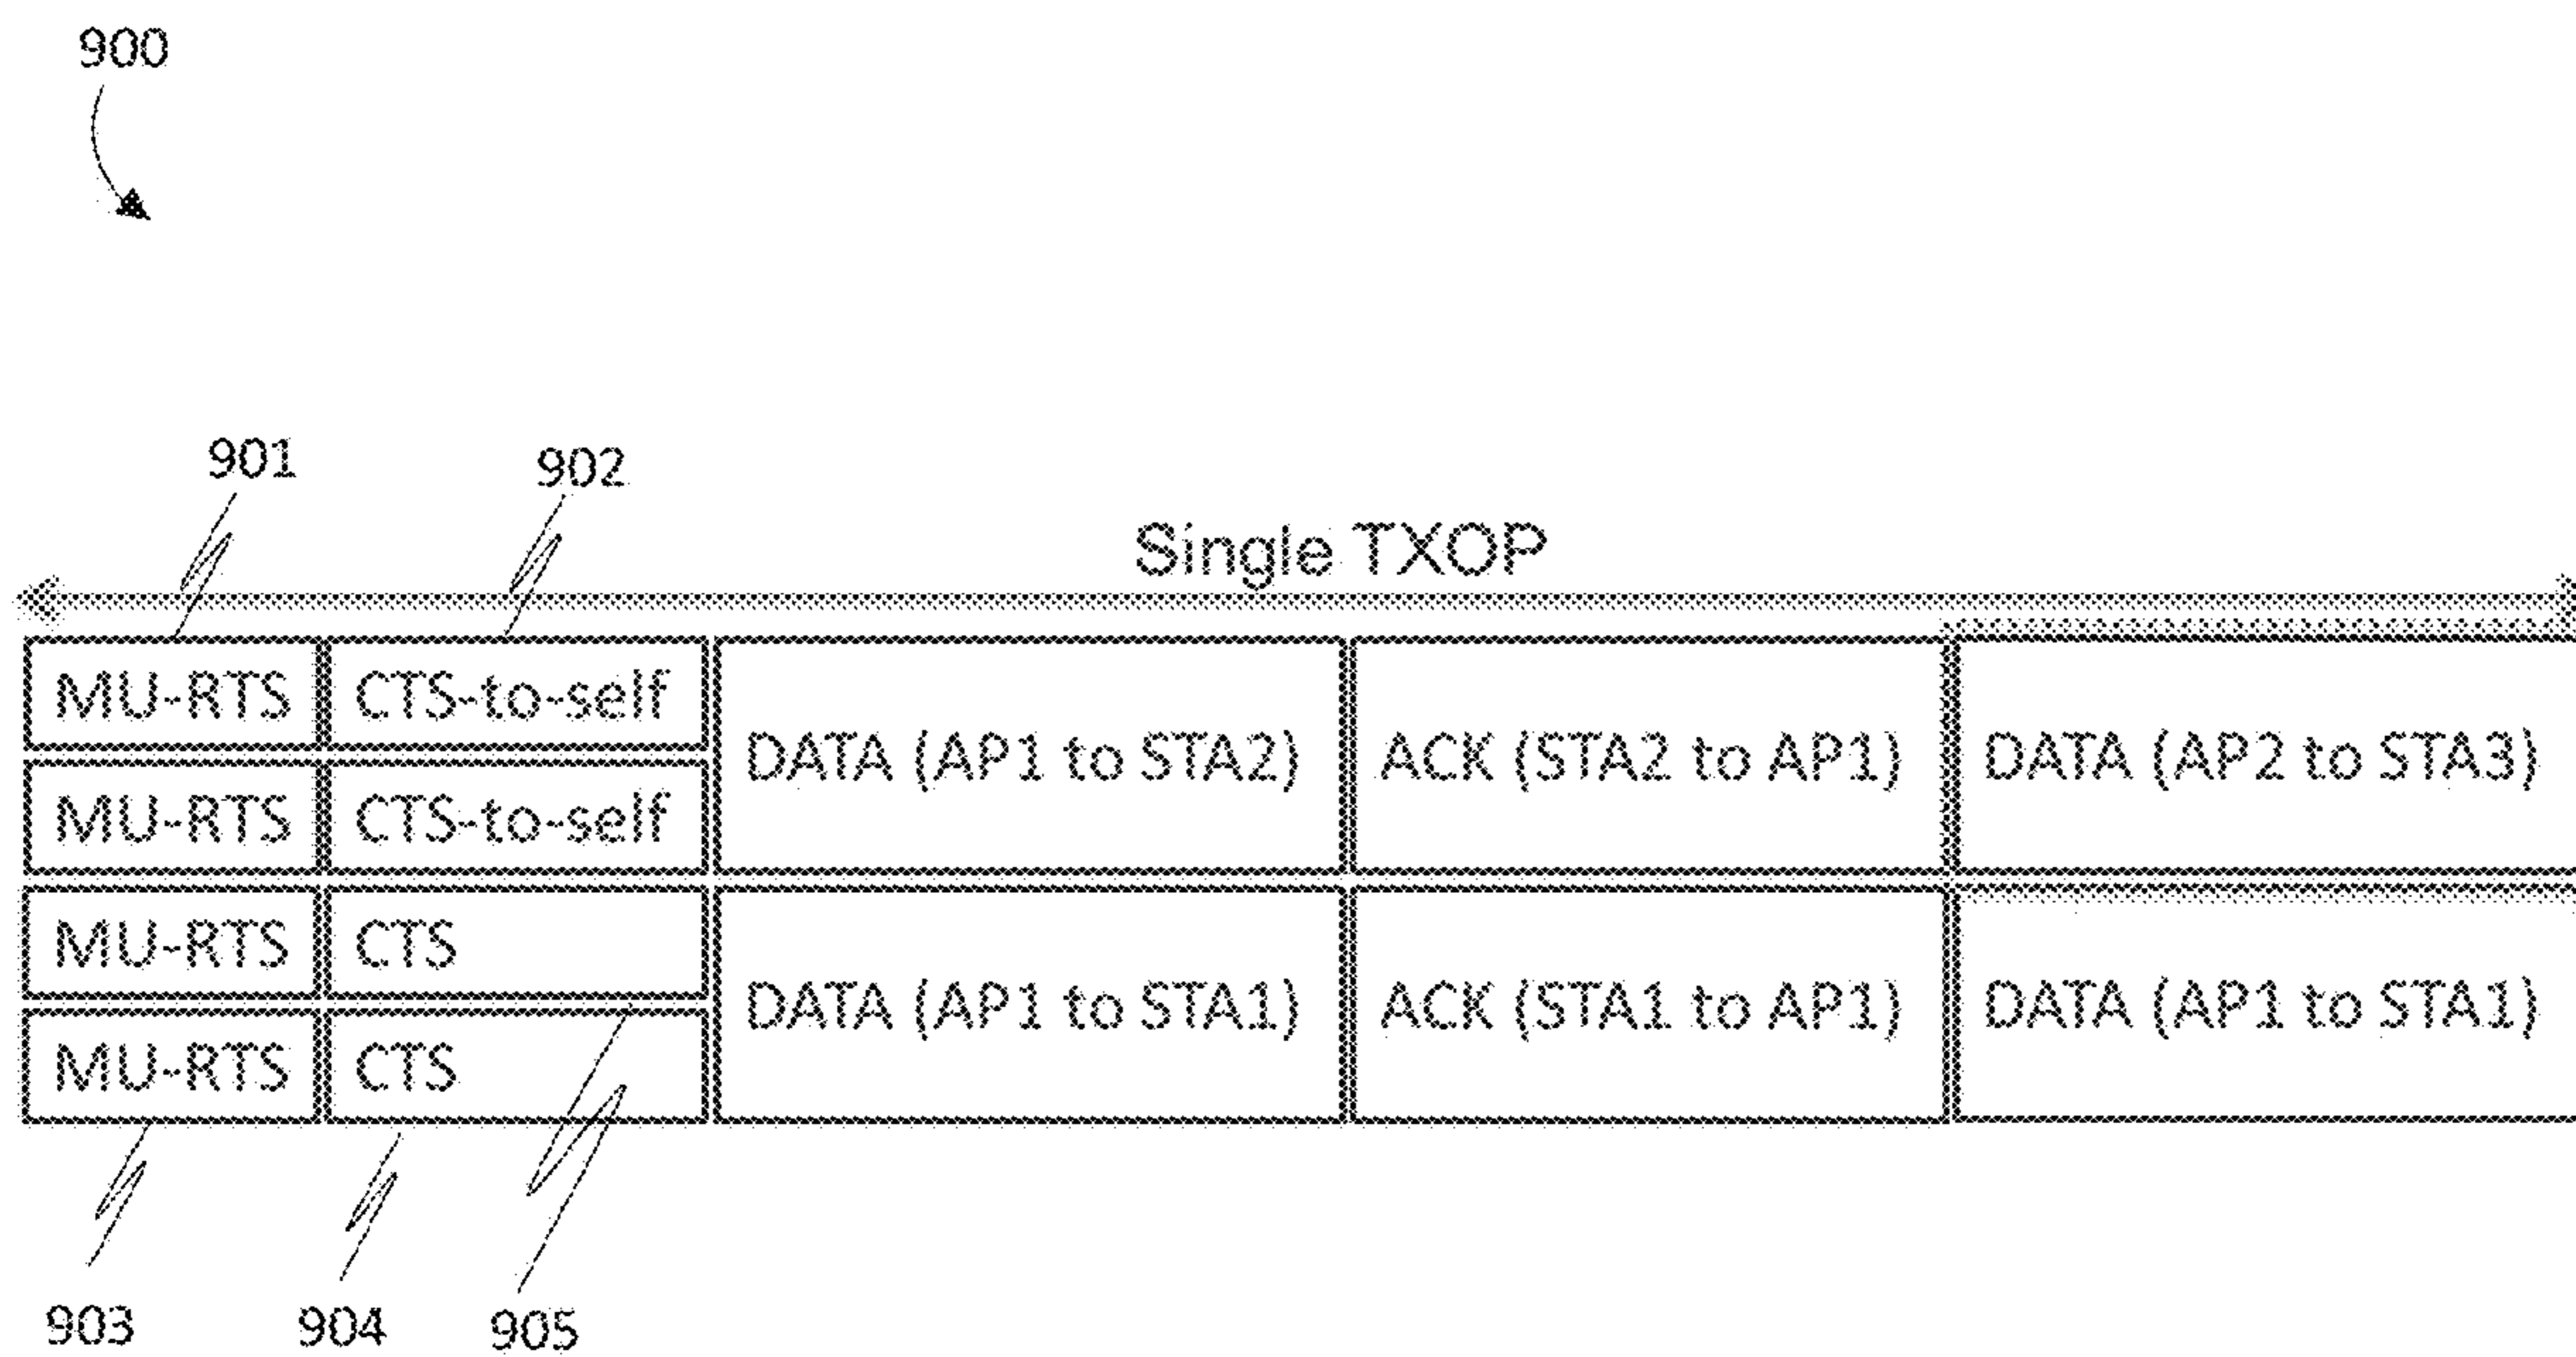 900
901
902
Single TXOP
MU-RTS
CTS-to-self
DATA (AP1 to STA2)
ACK (STA2 to AP1)
DATA (AP2 to STA3)
MU-RTS
CTS-to-self
MU-RTS
CTS
DATA (AP1 to STA1)
ACK (STA1 to AP1)
DATA (AP1 to STA1)
MU-RTS
CTS
903
904
905